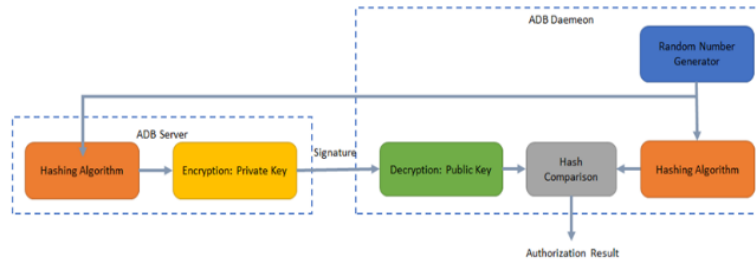 ADB Daemeon
Random Number
Generator
ADB Server
Hashing Algorithm
Encryption: Private Key
Signature
Decryption: Public Key
Hash
Comparison
Hashing Algorithm
Authorization Result